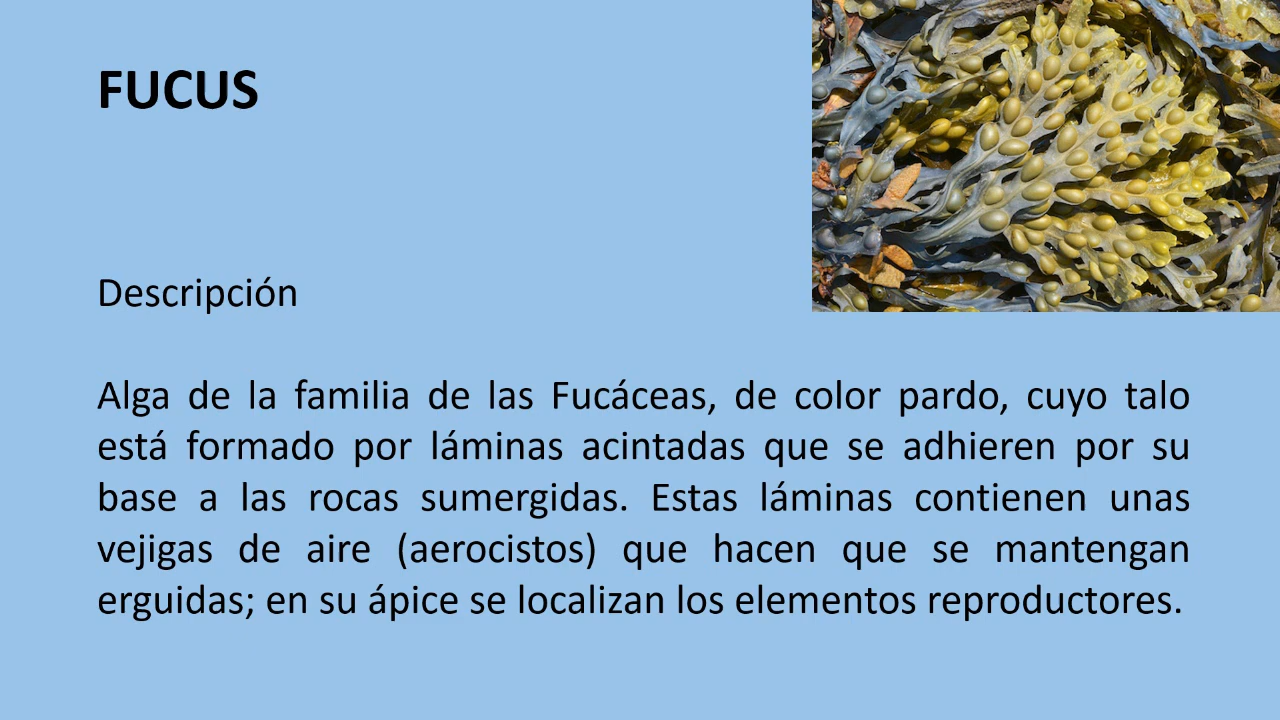 FUCUS
Descripción
Alga de la familia de las Fucáceas, de color pardo, cuyo talo
está formado por láminas acintadas que se adhieren por su
base a las rocas sumergidas. Estas láminas contienen unas
vejigas de aire (aerocistos) que hacen que se mantengan
erguidas; en su ápice se localizan los elementos reproductores.